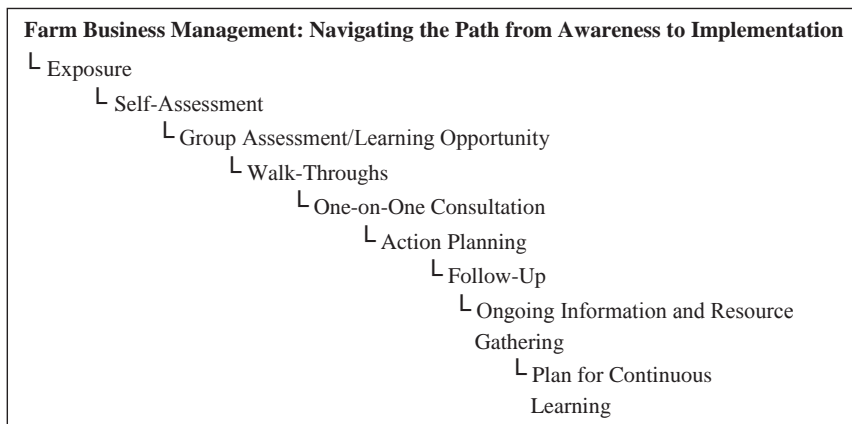 Farm Business Management: Navigating the Path from Awareness to Implementation
└ Exposure
└ Self-Assessment
└ Group Assessment/Learning Opportunity
└ Walk-Throughs
└ One-on-One Consultation
└ Action Planning
└ Follow-Up
└ Ongoing Information and Resource
Gathering
└ Plan for Continuous
Learning